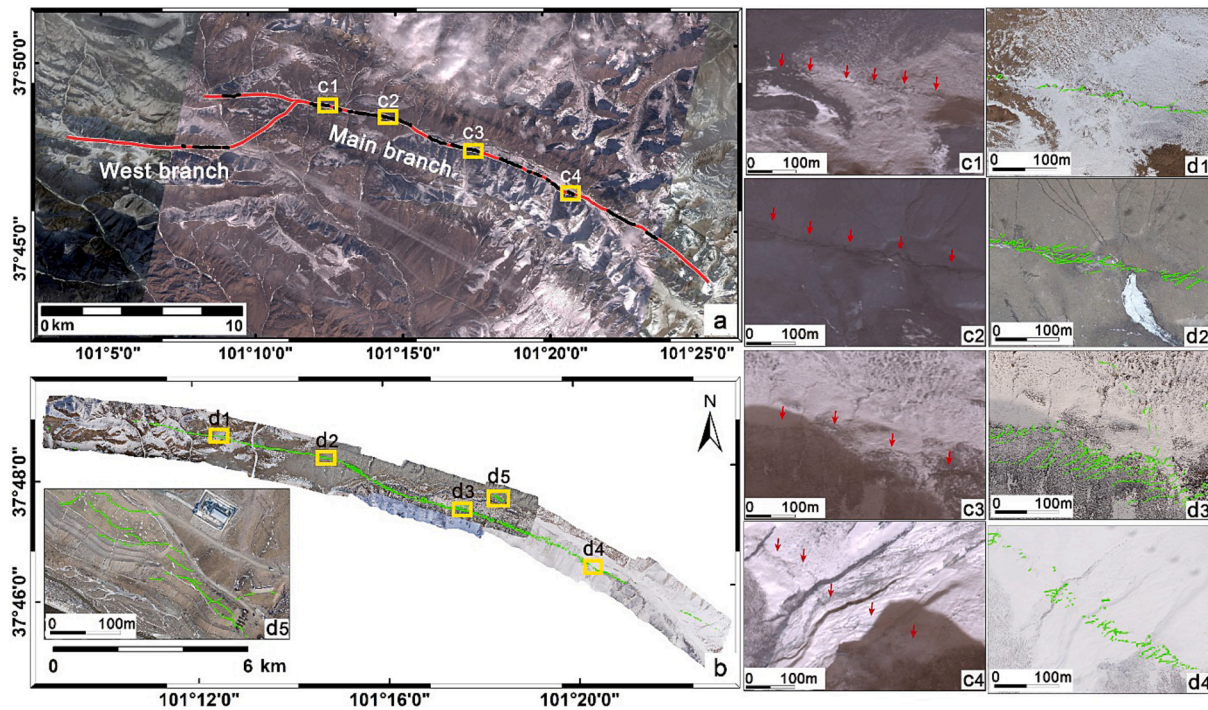 37°50'0"
37°45'0"
c1
c2
c3
c4
West branch
Main branch
0 km 10
a
101°5'0"
101°10'0"
101°15'0"
101°20'0"
101°25'0"
37°48'0"
37°46'0"
d1
d2
d3
d5
d4
N
0 100m
d5
0 6 km
b
101°12'0"
101°16'0"
101°20'0"
0 100m
c1
0 100m
d1
0 100m
c2
0 100m
d2
0 100m
c3
0 100m
d3
0 100m
c4
0 100m
d4